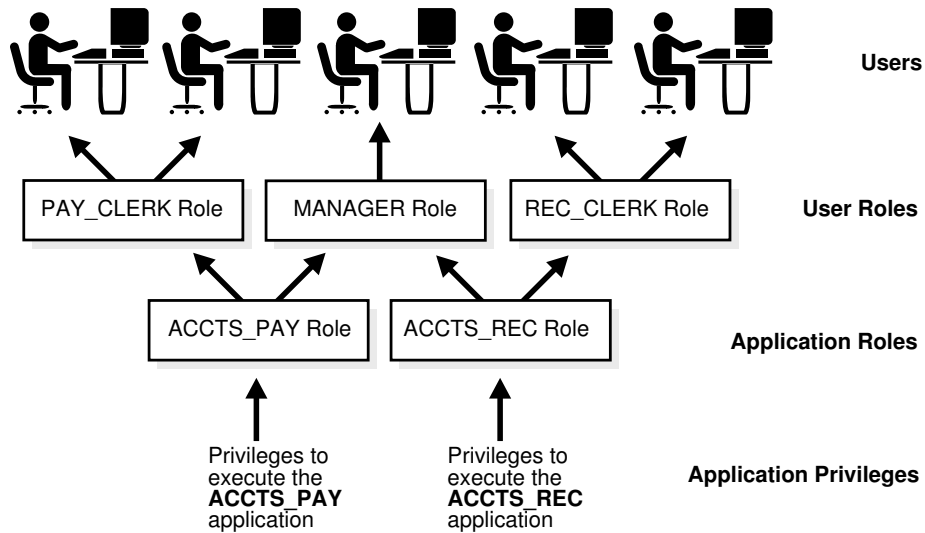 Users
PAY_CLERK Role
MANAGER Role
REC_CLERK Role
User Roles
ACCTS_PAY Role
ACCTS_REC Role
Application Roles
Privileges to
execute the
ACCTS_PAY
application
Privileges to
execute the
ACCTS_REC
application
Application Privileges